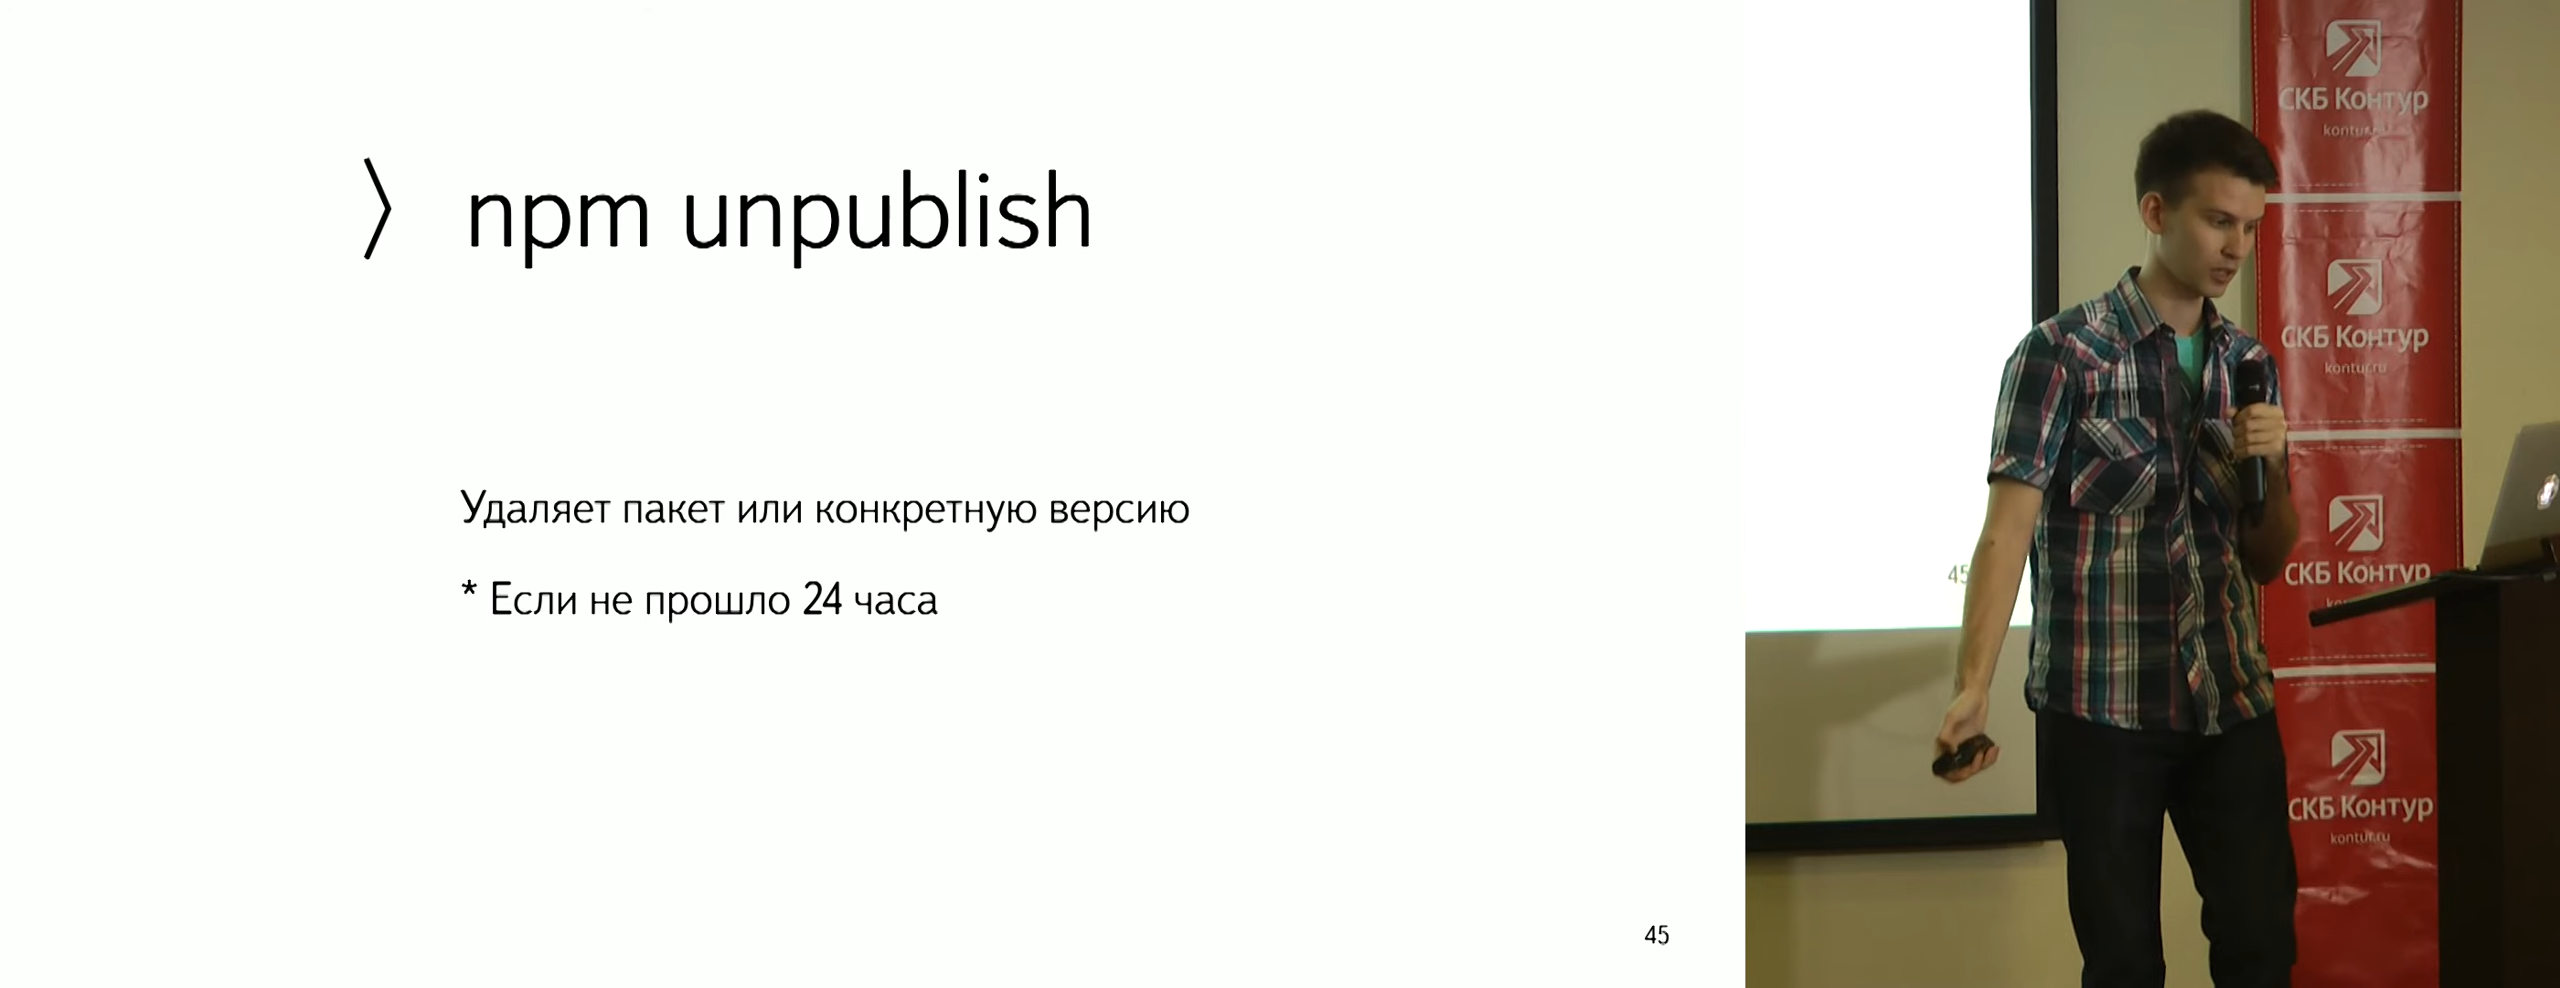 〉 npm unpublish
Удаляет пакет или конкретную версию
* Если не прошло 24 часа
45
45
СКБ Контур
СКБ Контур
kontur.ru
СКБ Контур
СКБ Контур
kontur.ru